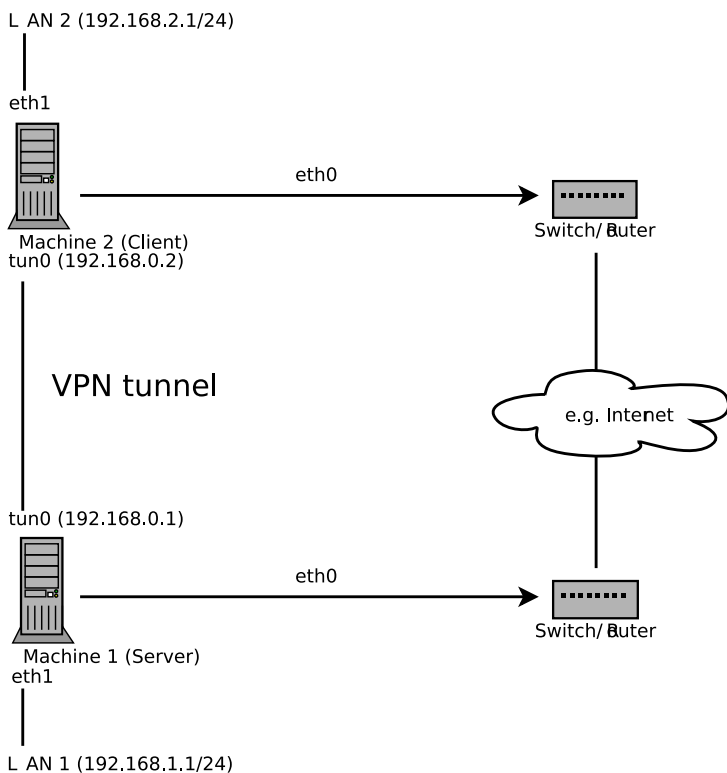 L AN 2 (192.168.2.1/24)
eth1
eth0
Machine 2 (Client)
tun0 (192.168.0.2)
Switch/Router
VPN tunnel
e.g. Internet
tun0 (192.168.0.1)
eth0
Machine 1 (Server)
eth1
Switch/Router
L AN 1 (192.168.1.1/24)